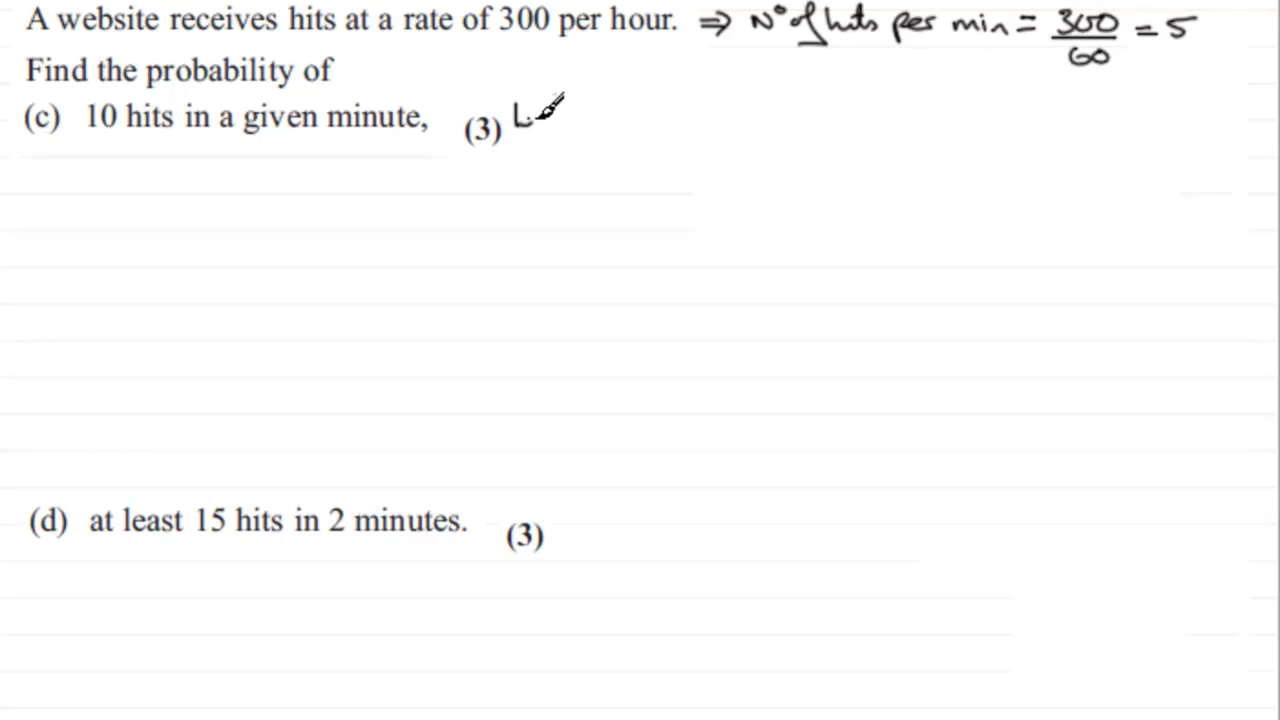 A website receives hits at a rate of 300 per hour. ⇒ Nº of hits per min = 300/60 = 5
Find the probability of
(c) 10 hits in a given minute, (3) L
(d) at least 15 hits in 2 minutes. (3)